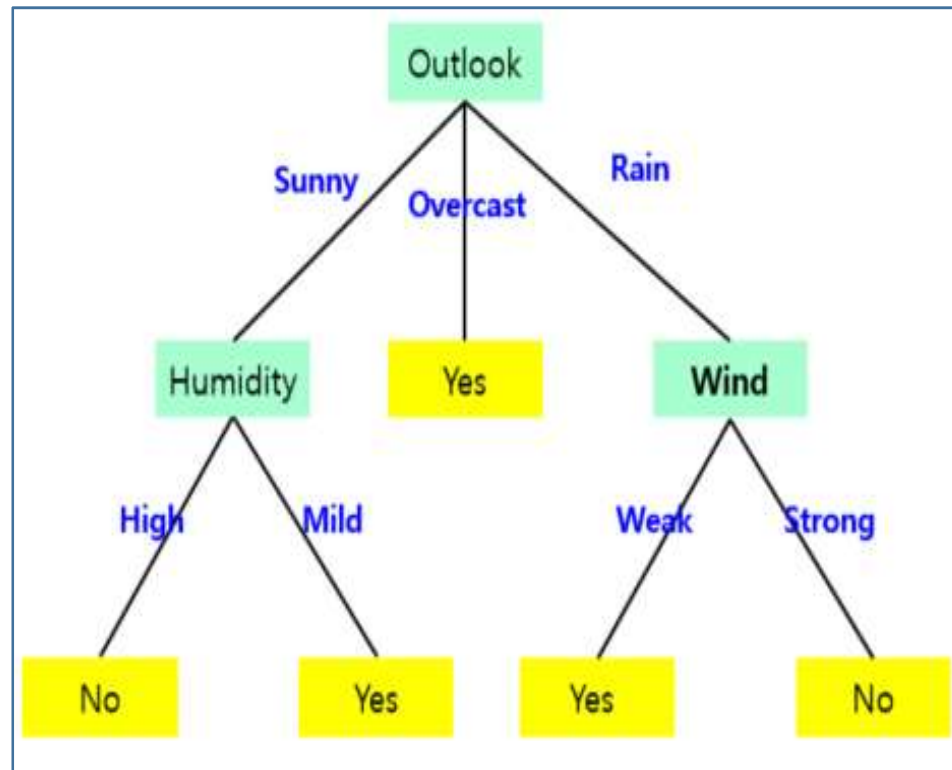 Outlook
Sunny
Overcast
Rain
Humidity
Yes
Wind
High
Mild
Weak
Strong
No
Yes
Yes
No